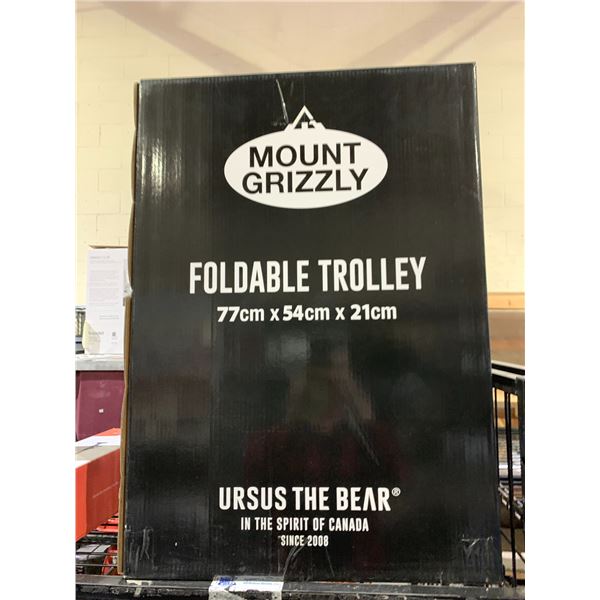 MOUNT
GRIZZLY
FOLDABLE TROLLEY
77cm x 54cm x 21cm
URSUS THE BEAR®
IN THE SPIRIT OF CANADA
SINCE 2008